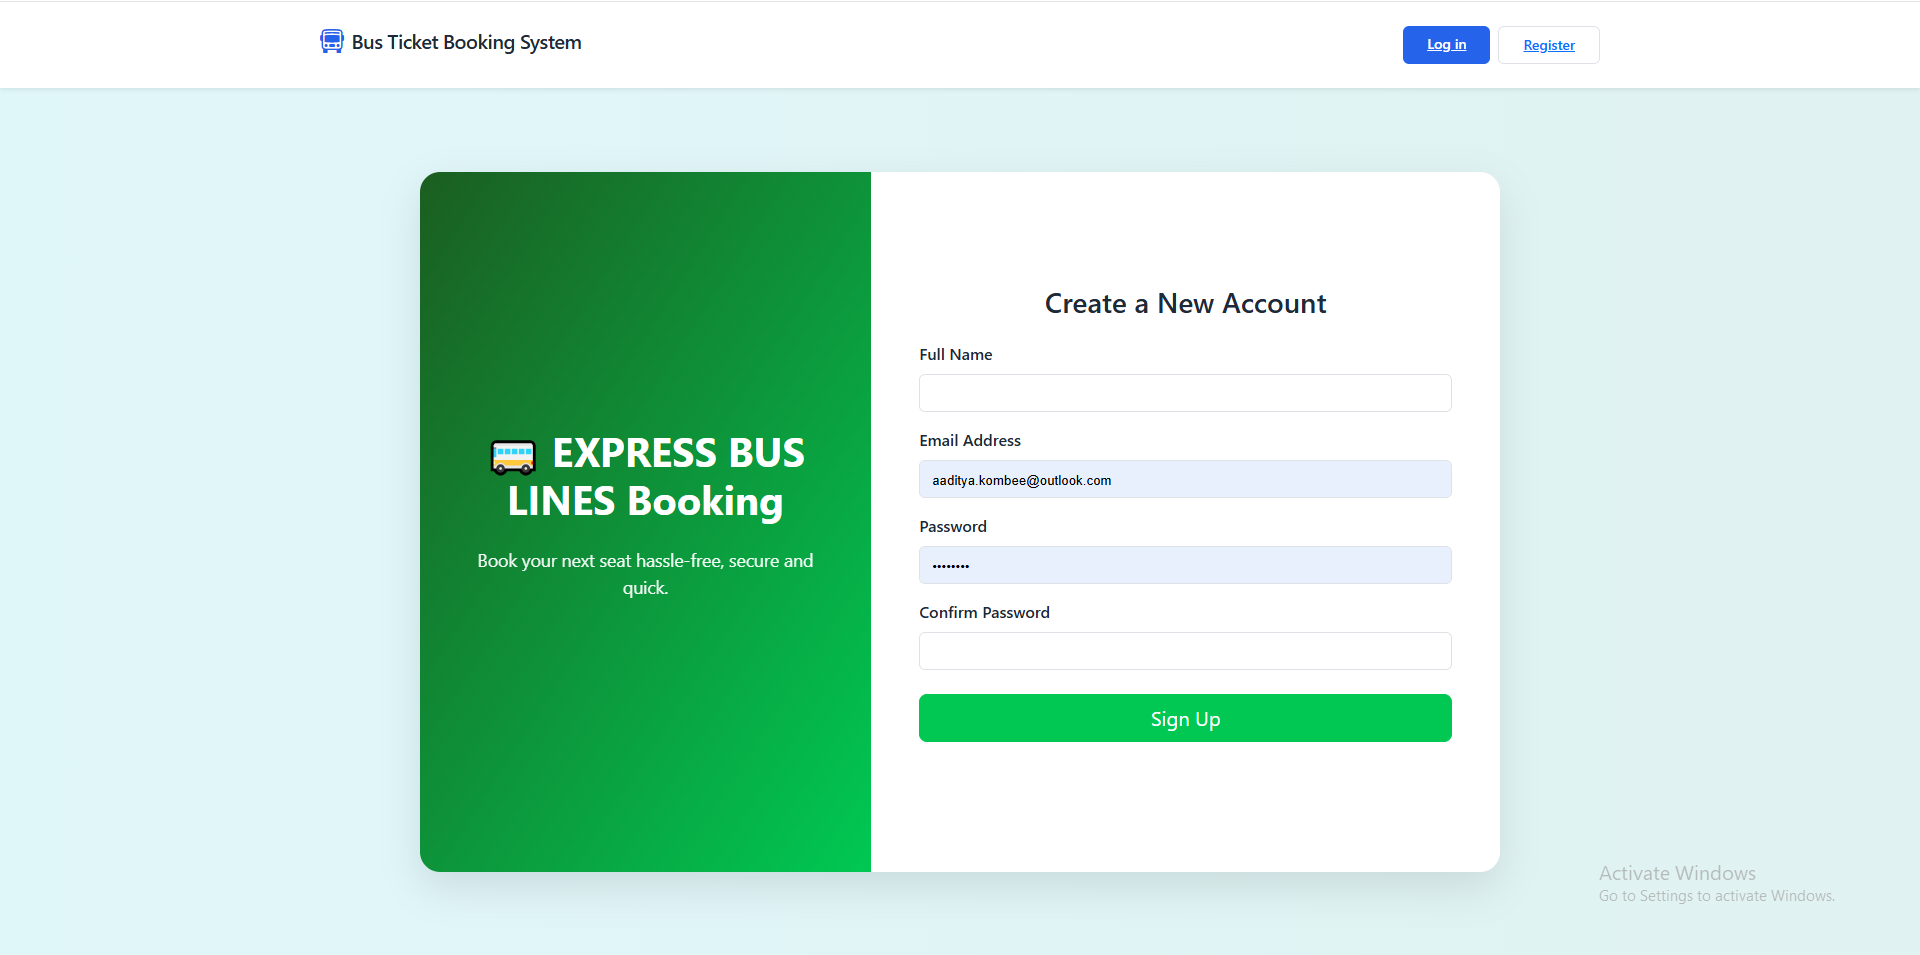 Bus Ticket Booking System
Log in
Register
EXPRESS BUS
LINES Booking
Book your next seat hassle-free, secure and
quick.
Create a New Account
Full Name
Email Address
aaditya.kombee@outlook.com
Password
••••••••
Confirm Password
Sign Up
Activate Windows
Go to Settings to activate Windows.